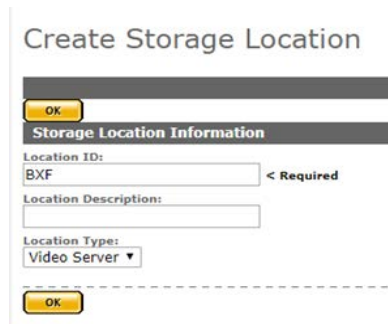 Create Storage Location
OK
Storage Location Information
Location ID:
BXF < Required
Location Description:
Location Type:
Video Server ▼
OK